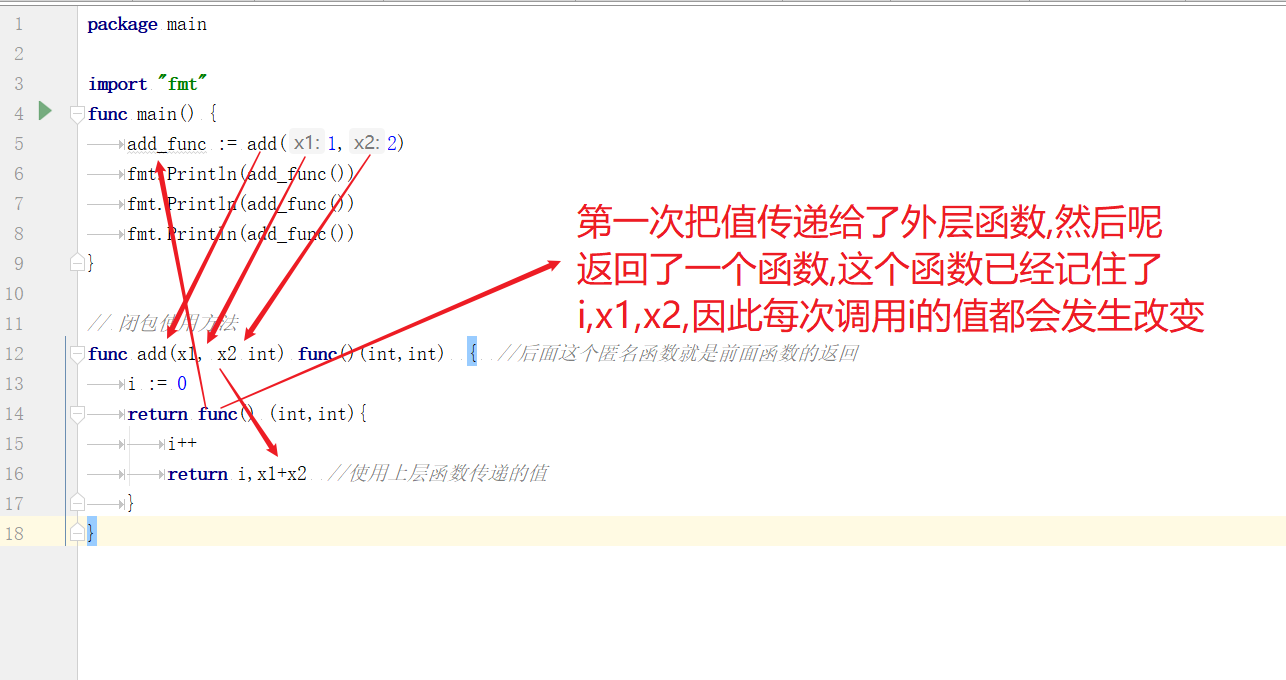 1 package main
2
3 import "fmt"
4 func main() {
5 add_func := add( x1: 1, x2: 2)
6 fmt.Println(add_func())
7 fmt.Println(add_func())
8 fmt.Println(add_func())
9 }
10
11 // 闭包使用方法
12 func add(x1, x2 int) func()(int,int) { //后面这个匿名函数就是前面函数的返回
13 i := 0
14 return func() (int,int){
15 i++
16 return i,x1+x2 //使用上层函数传递的值
17 }
18 }
第一次把值传递给了外层函数,然后呢
返回了一个函数,这个函数已经记住了
i,x1,x2,因此每次调用i的值都会发生改变